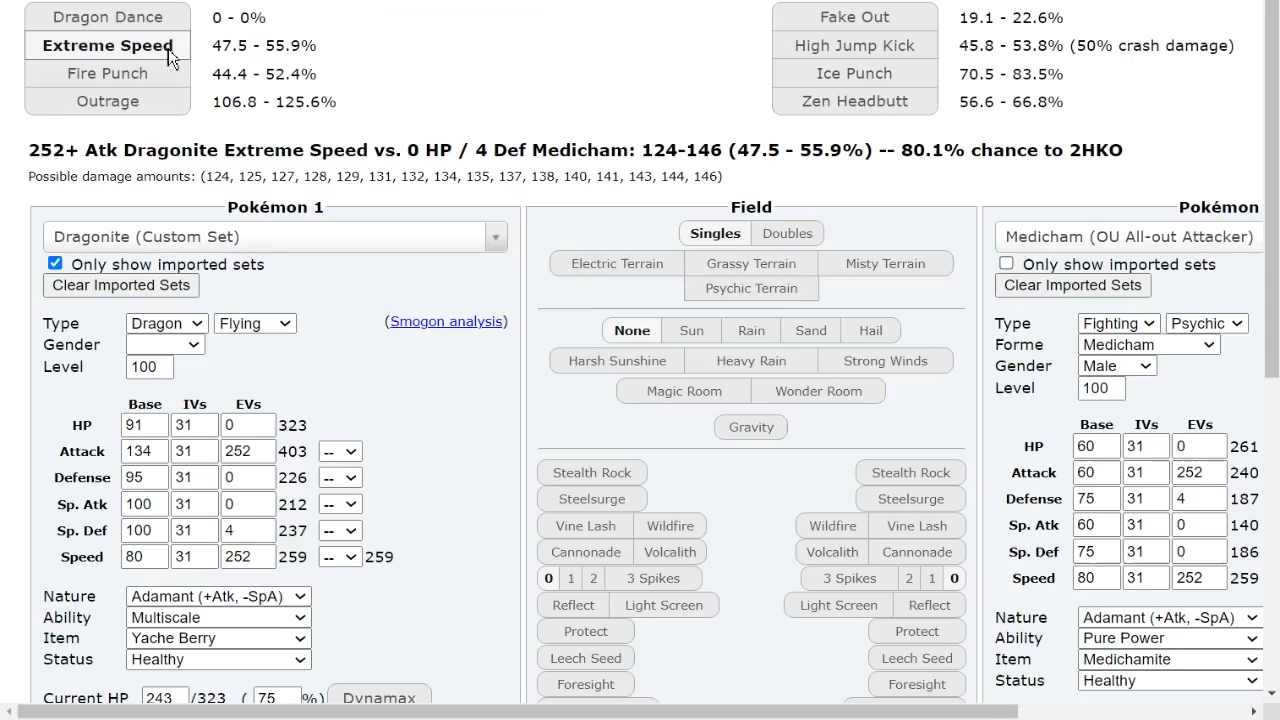 Dragon Dance 0 - 0% Fake Out 19.1 - 22.6%
Extreme Speed 47.5 - 55.9% High Jump Kick 45.8 - 53.8% (50% crash damage)
Fire Punch 44.4 - 52.4% Ice Punch 70.5 - 83.5%
Outrage 106.8 - 125.6% Zen Headbutt 56.6 - 66.8%
252+ Atk Dragonite Extreme Speed vs. 0 HP / 4 Def Medicham: 124-146 (47.5 - 55.9%) -- 80.1% chance to 2HKO
Possible damage amounts: (124, 125, 127, 128, 129, 131, 132, 134, 135, 137, 138, 140, 141, 143, 144, 146)
Pokémon 1
Dragonite (Custom Set)
Only show imported sets
Clear Imported Sets
Type Dragon Flying (Smogon analysis)
Gender
Level 100
Base IVs EVs
HP 91 31 0 323
Attack 134 31 252 403 --
Defense 95 31 0 226 --
Sp. Atk 100 31 0 212 --
Sp. Def 100 31 4 237 --
Speed 80 31 252 259 -- 259
Nature Adamant (+Atk, -SpA)
Ability Multiscale
Item Yache Berry
Status Healthy
Current HP 243 /323 ( 75 %) Dynamax
Field
Singles Doubles
Electric Terrain Grassy Terrain Misty Terrain
Psychic Terrain
None Sun Rain Sand Hail
Harsh Sunshine Heavy Rain Strong Winds
Magic Room Wonder Room
Gravity
Stealth Rock Stealth Rock
Steelsurge Steelsurge
Vine Lash Wildfire Wildfire Vine Lash
Cannonade Volcalith Volcalith Cannonade
0 1 2 3 Spikes 3 Spikes 2 1 0
Reflect Light Screen Light Screen Reflect
Protect Protect
Leech Seed Leech Seed
Foresight Foresight
Pokémon
Medicham (OU All-out Attacker)
Only show imported sets
Clear Imported Sets
Type Fighting Psychic
Forme Medicham
Gender Male
Level 100
Base IVs EVs
HP 60 31 0 261
Attack 60 31 252 240
Defense 75 31 4 187
Sp. Atk 60 31 0 140
Sp. Def 75 31 0 186
Speed 80 31 252 259
Nature Adamant (+Atk, -SpA)
Ability Pure Power
Item Medichamite
Status Healthy